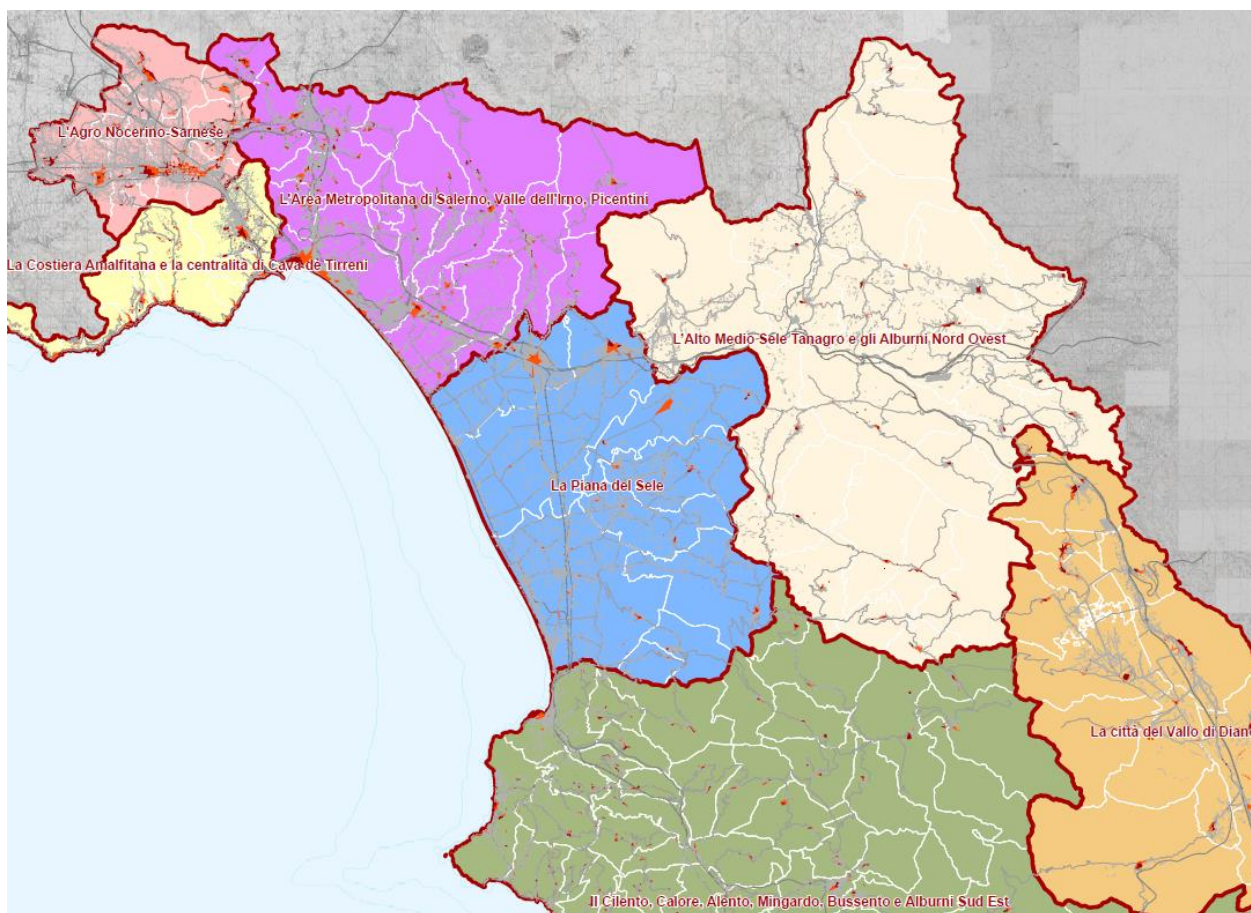 L'Agro Nocerino-Sarnese
L'Area Metropolitana di Salerno, Valle dell'Irno, Picentini
La Costiera Amalfitana e la centralità di Cava de Tirreni
L'Alto Medio Sele Tanagro e gli Alburni Nord Ovest
La Piana del Sele
La città del Vallo di Dian
Il Cilento, Calore, Alento, Mingardo, Bussento e Alburni Sud Est